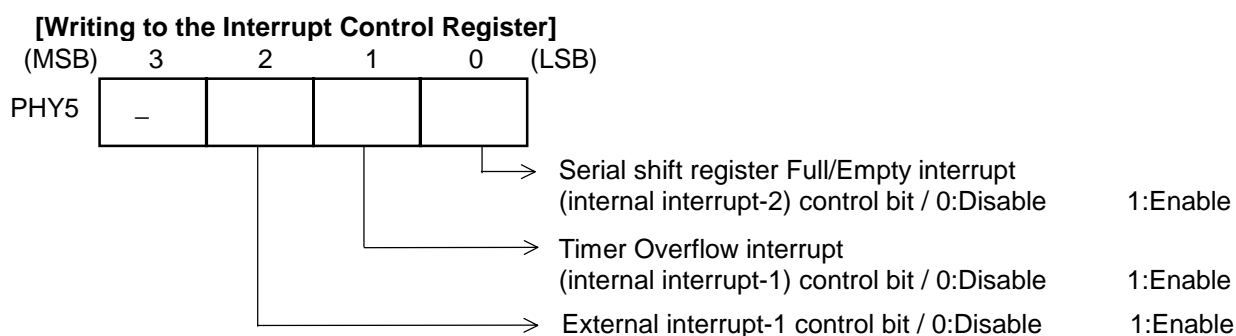 [Writing to the Interrupt Control Register]
(MSB) 3 2 1 0 (LSB)
PHY5 _
Serial shift register Full/Empty interrupt
(internal interrupt-2) control bit / 0:Disable 1:Enable
Timer Overflow interrupt
(internal interrupt-1) control bit / 0:Disable 1:Enable
External interrupt-1 control bit / 0:Disable 1:Enable